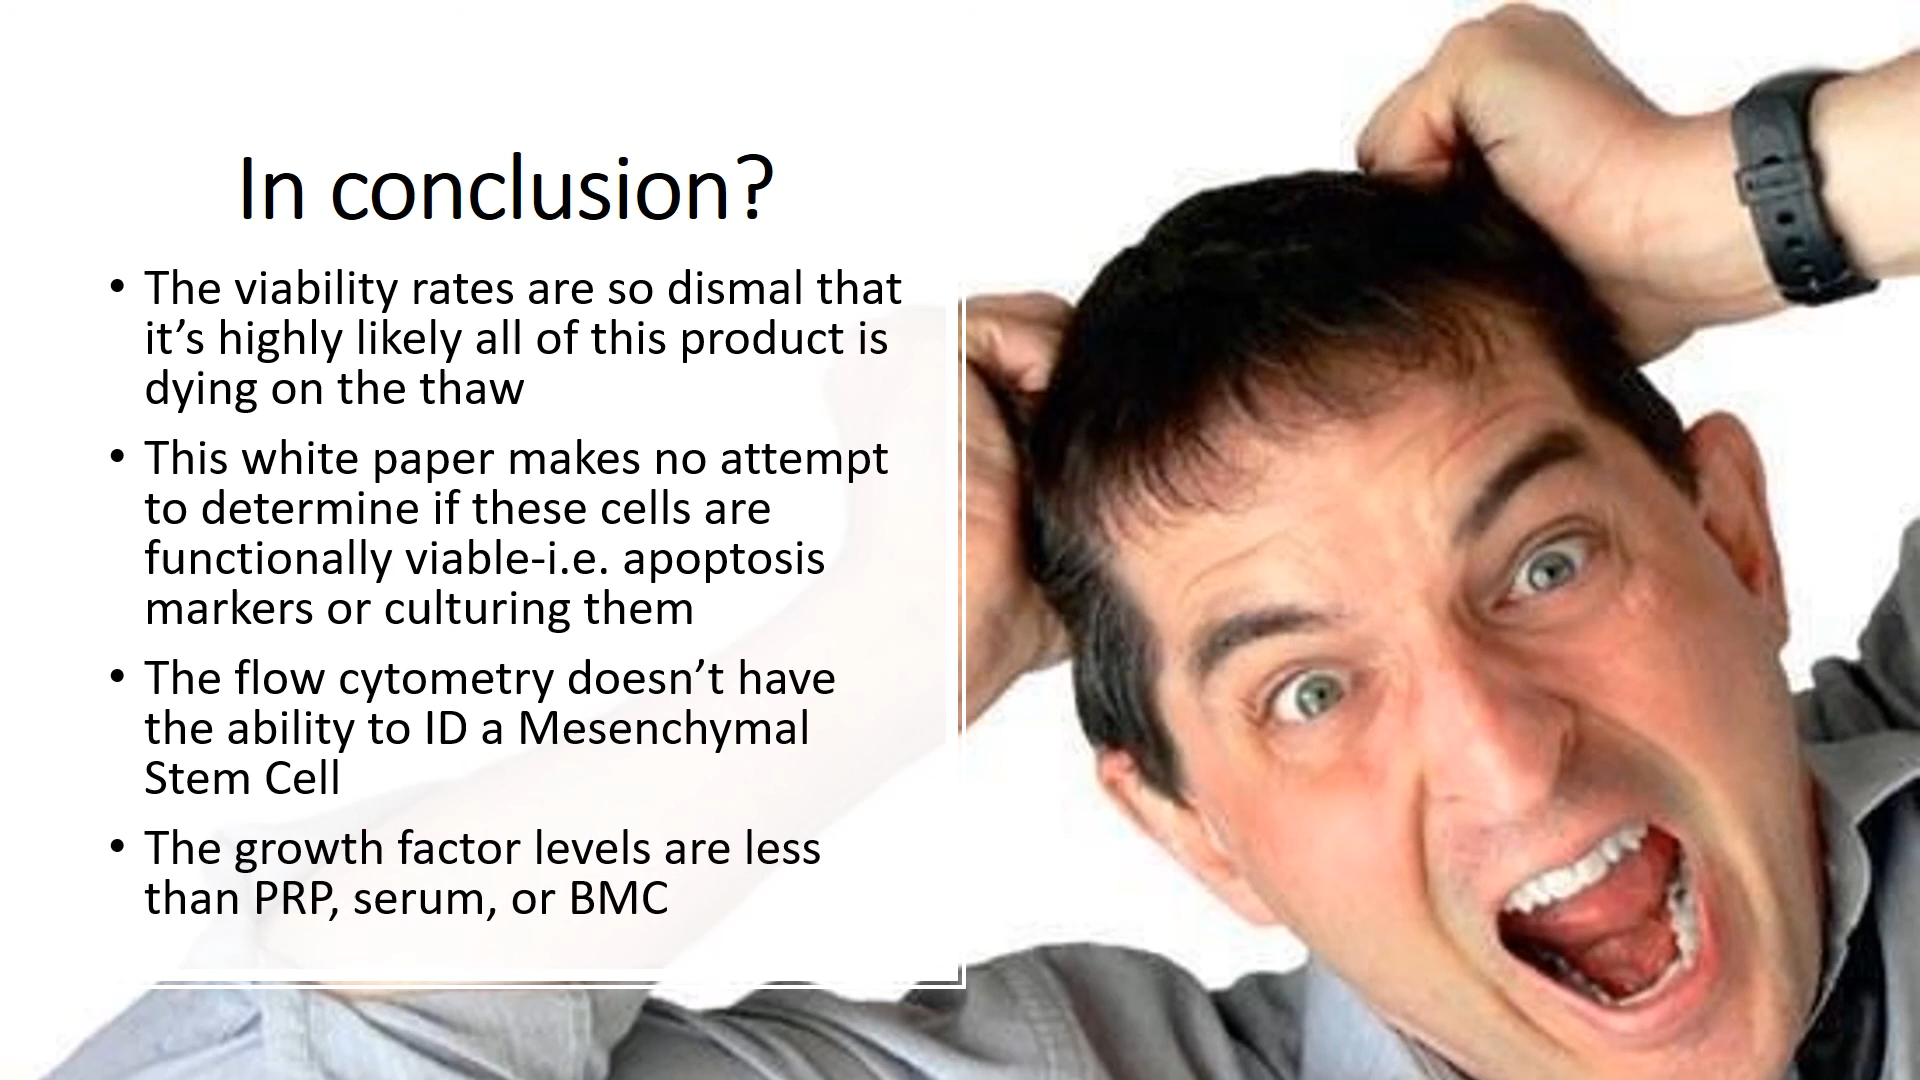 In conclusion?
• The viability rates are so dismal that
it’s highly likely all of this product is
dying on the thaw
• This white paper makes no attempt
to determine if these cells are
functionally viable-i.e. apoptosis
markers or culturing them
• The flow cytometry doesn’t have
the ability to ID a Mesenchymal
Stem Cell
• The growth factor levels are less
than PRP, serum, or BMC